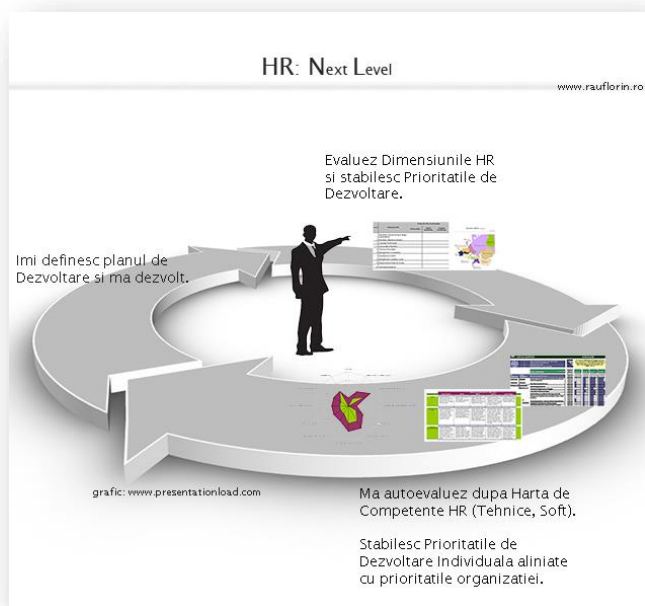 HR: Next Level
www.rauflorin.ro
Evaluez Dimensiunile HR
si stabilesc Prioritatile de
Dezvoltare.
Imi definesc planul de
Dezvoltare si ma dezvolt.
grafic: www.presentationload.com
Ma autoevaluez dupa Harta de
Competente HR (Tehnice, Soft).
Stabilesc Prioritatile de
Dezvoltare Individuala aliniate
cu prioritatile organizatiei.